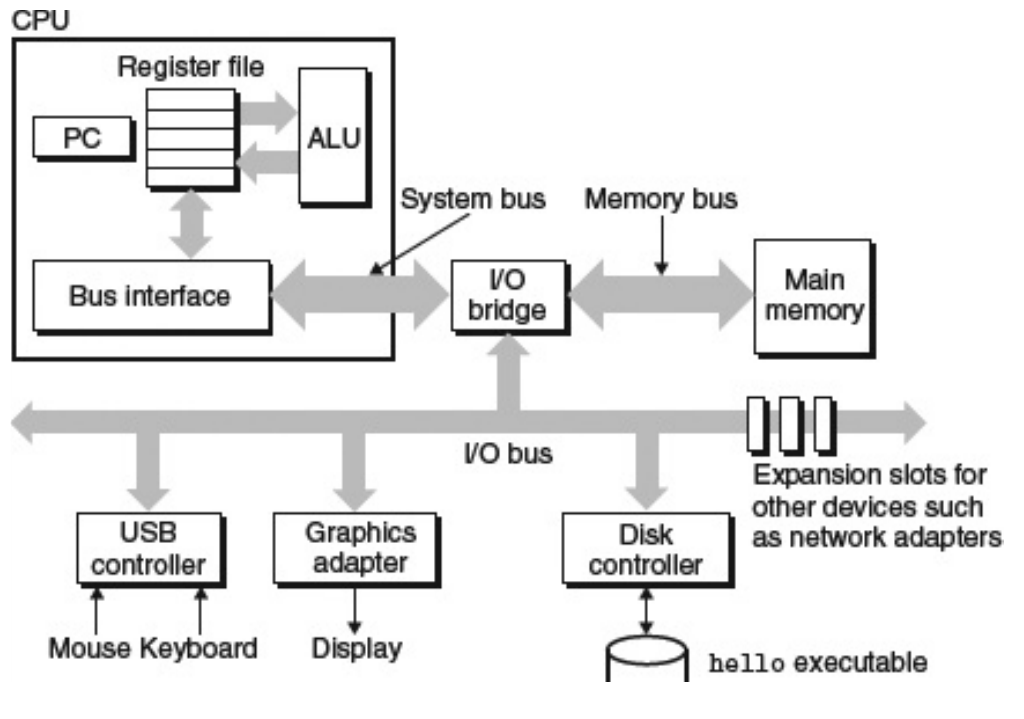 CPU
Register file
PC
ALU
System bus
Memory bus
Bus interface
I/O
bridge
Main
memory
I/O bus
Expansion slots for
other devices such
as network adapters
USB
controller
Graphics
adapter
Disk
controller
Mouse Keyboard
Display
hello executable